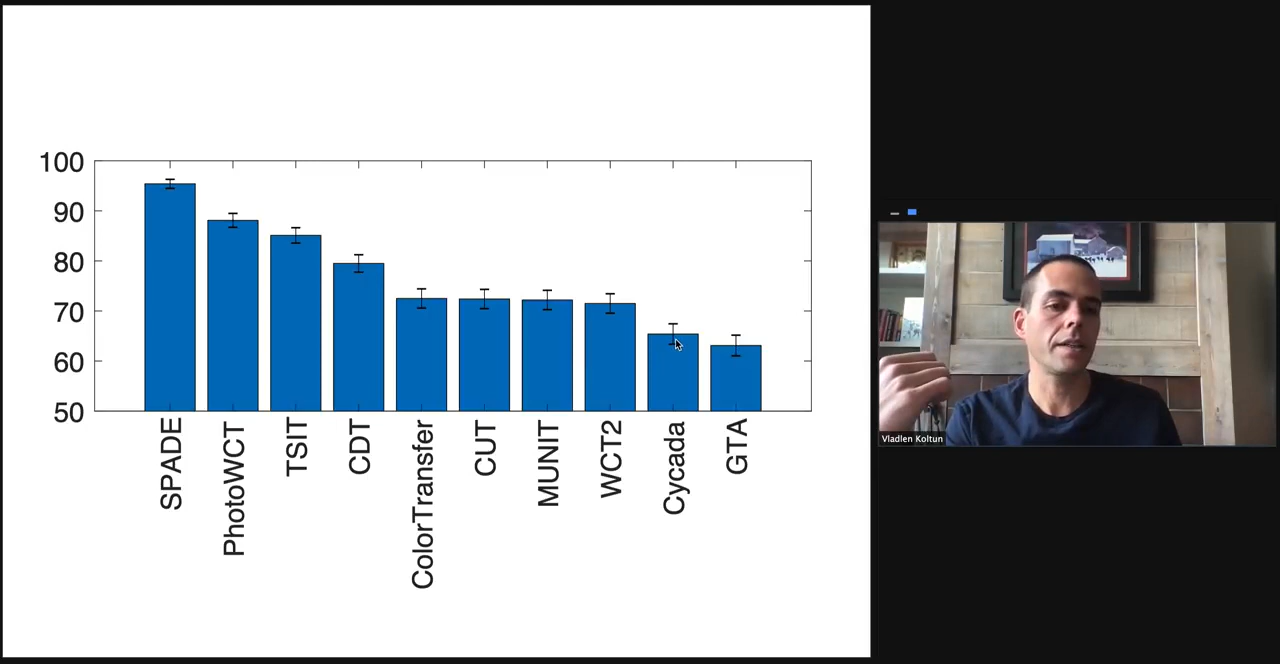 100
90
80
70
60
50
SPADE
PhotoWCT
TSIT
CDT
ColorTransfer
CUT
MUNIT
WCT2
Cycada
GTA
Vladlen Koltun